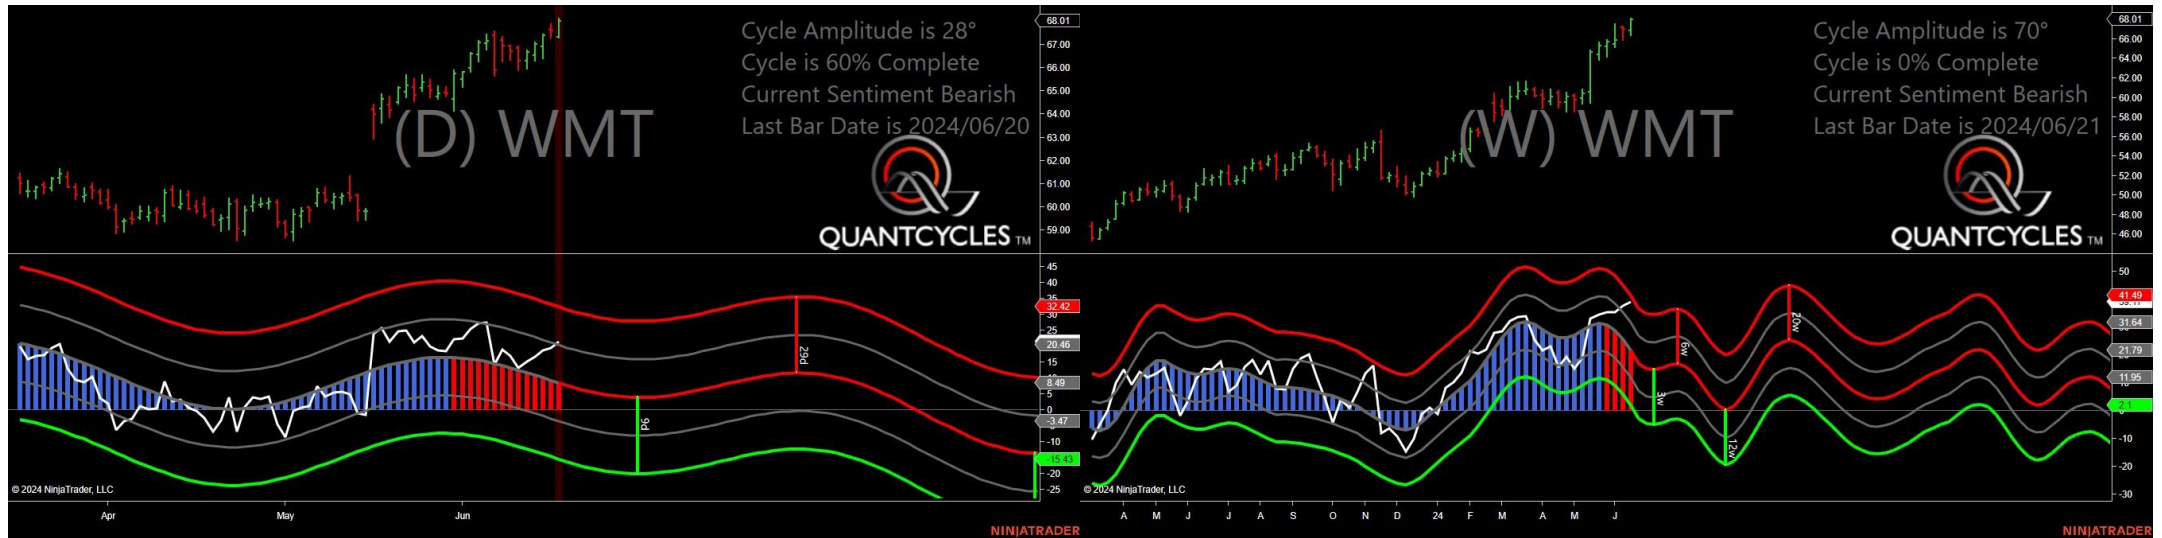 Cycle Amplitude is 28°
Cycle is 60% Complete
Current Sentiment Bearish
Last Bar Date is 2024/06/20
(D) WMT
QUANTCYCLES TM
68.01
67.00
66.00
65.00
64.00
63.00
62.00
61.00
60.00
59.00
45
40
35
32.42
30
25
20.46
15
10
8.49
5
0
-3.47
-10
-15.43
-20
-25
29d
9d
© 2024 NinjaTrader, LLC
Apr May Jun
NINJATRADER
Cycle Amplitude is 70°
Cycle is 0% Complete
Current Sentiment Bearish
Last Bar Date is 2024/06/21
(W) WMT
QUANTCYCLES TM
68.01
66.00
64.00
62.00
60.00
58.00
56.00
54.00
52.00
50.00
48.00
46.00
50
41.49
31.64
21.79
11.95
2.1
-10
-20
-30
6w
3w
12w
20w
© 2024 NinjaTrader, LLC
A M J J A S O N D 24 F M A M J
NINJATRADER